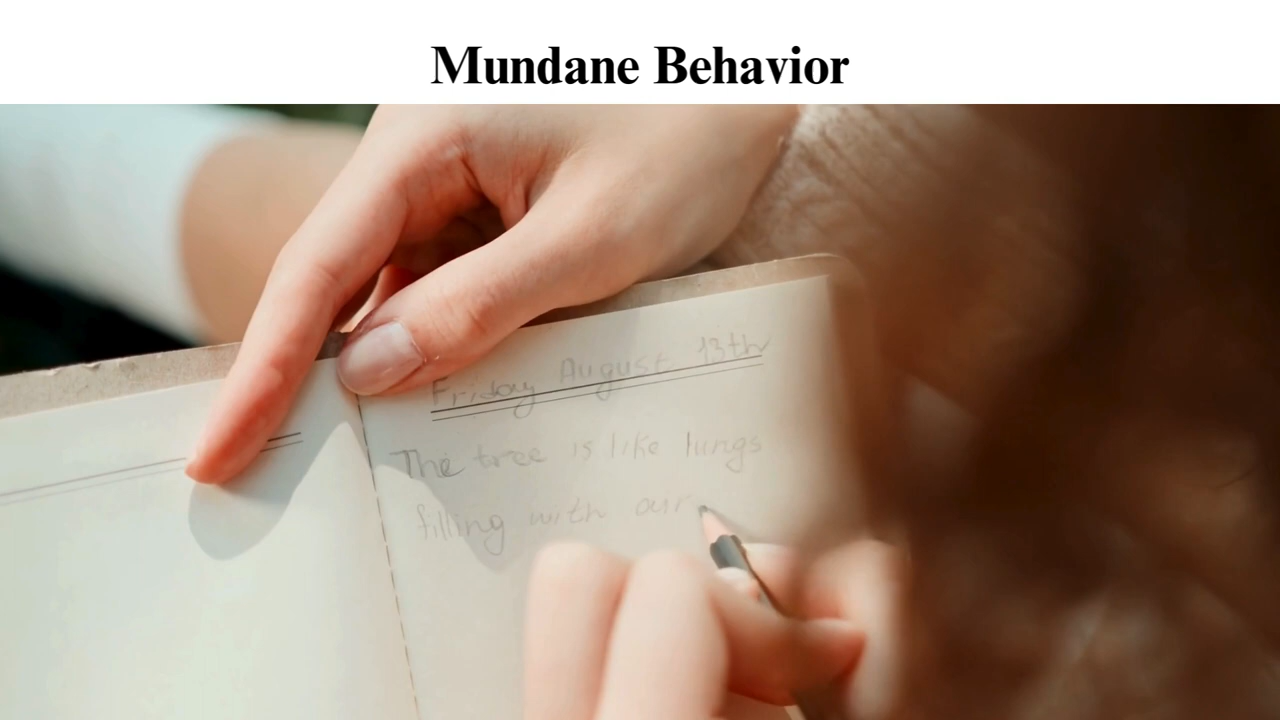 Mundane Behavior
Friday August 13th
The tree is like lungs
filling with our